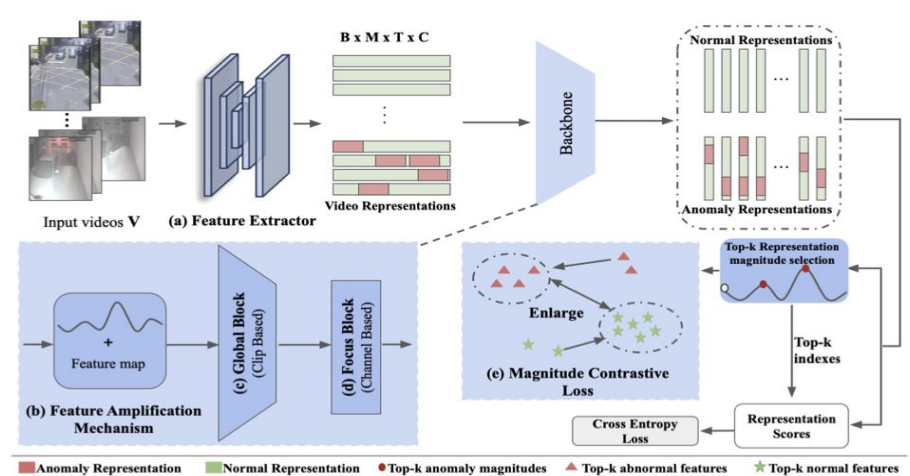 B x M x T x C
Normal Representations
Backbone
Input videos V
(a) Feature Extractor
Video Representations
Anomaly Representations
Top-k Representation
magnitude selection
+
Feature map
(b) Feature Amplification
Mechanism
(c) Global Block
(Clip Based)
(d) Focus Block
(Channel Based)
Enlarge
(e) Magnitude Contrastive
Loss
Top-k
indexes
Cross Entropy
Loss
Representation
Scores
Anomaly Representation
Normal Representation
Top-k anomaly magnitudes
Top-k abnormal features
Top-k normal features